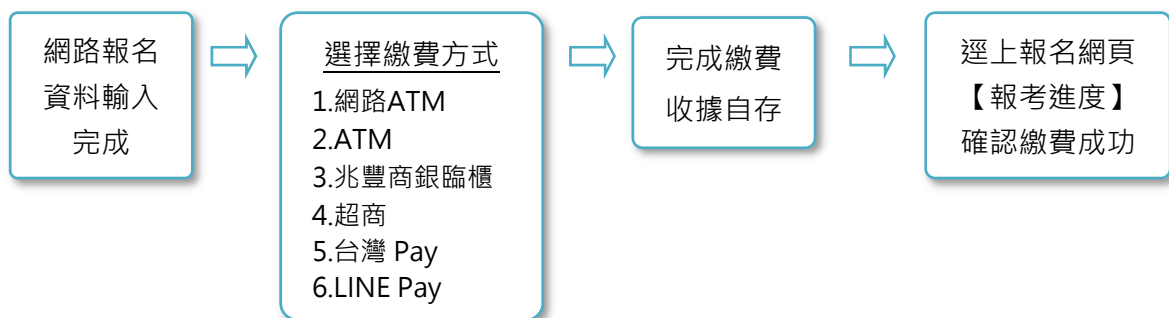 網路報名
資料輸入
完成
選擇繳費方式
1.網路ATM
2.ATM
3.兆豐商銀臨櫃
4.超商
5.台灣 Pay
6.LINE Pay
完成繳費
收據自存
逕上報名網頁
【報考進度】
確認繳費成功